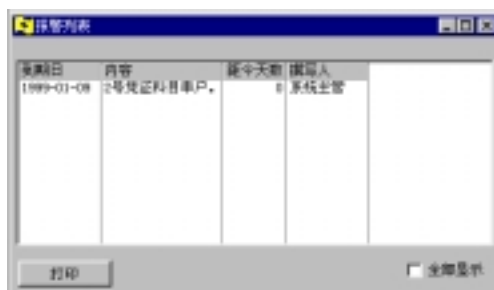 报警列表
到期日 内容 距今天数 撰写人
1999-01-08 2号凭证科目串户。 0 系统主管
打印
全部显示